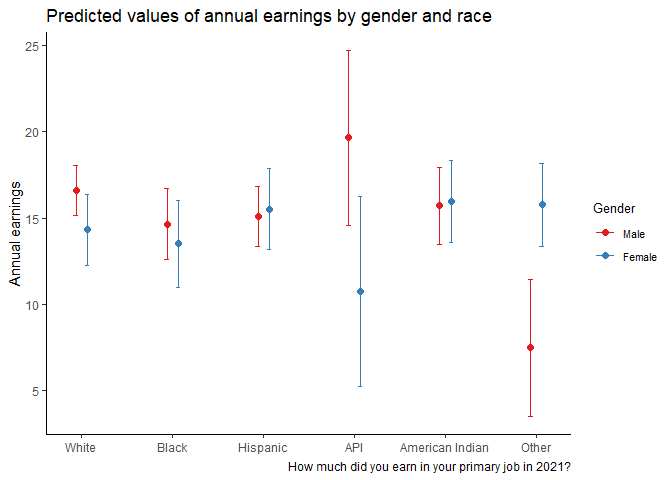 Predicted values of annual earnings by gender and race
25
20
15
10
5
Annual earnings
White Black Hispanic API American Indian Other
How much did you earn in your primary job in 2021?
Gender
Male
Female